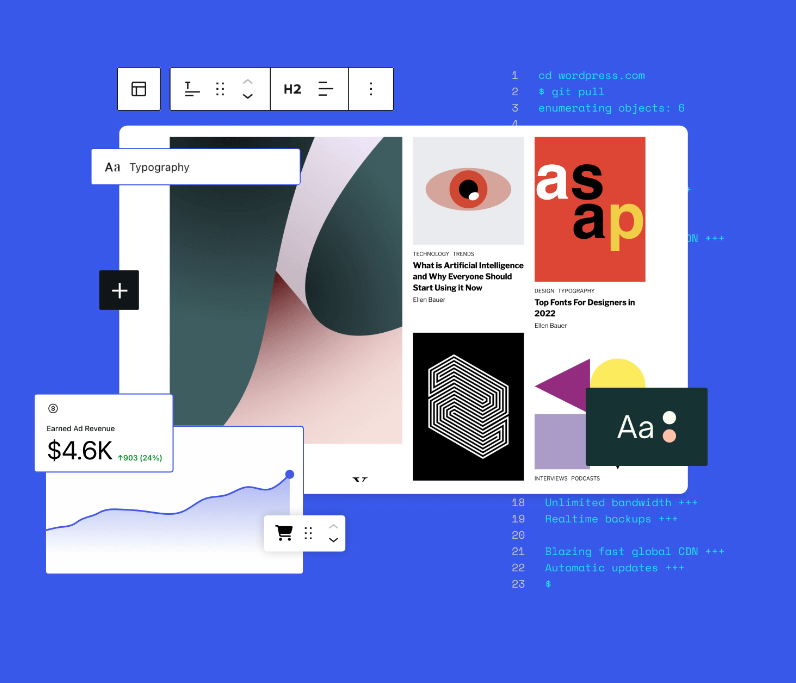 H2
1 cd wordpress.com
2 $ git pull
3 enumerating objects: 6
4
Aa Typography
as
ap
DN +++
TECHNOLOGY TRENDS
What is Artificial Intelligence
and Why Everyone Should
Start Using it Now
Ellen Bauer
DESIGN TYPOGRAPHY
Top Fonts For Designers in
2022
Ellen Bauer
Earned Ad Revenue
$4.6K ↑903 (24%)
Aa
INTERVIEWS PODCASTS
18 Unlimited bandwidth +++
19 Realtime backups +++
20
21 Blazing fast global CDN +++
22 Automatic updates +++
23 $